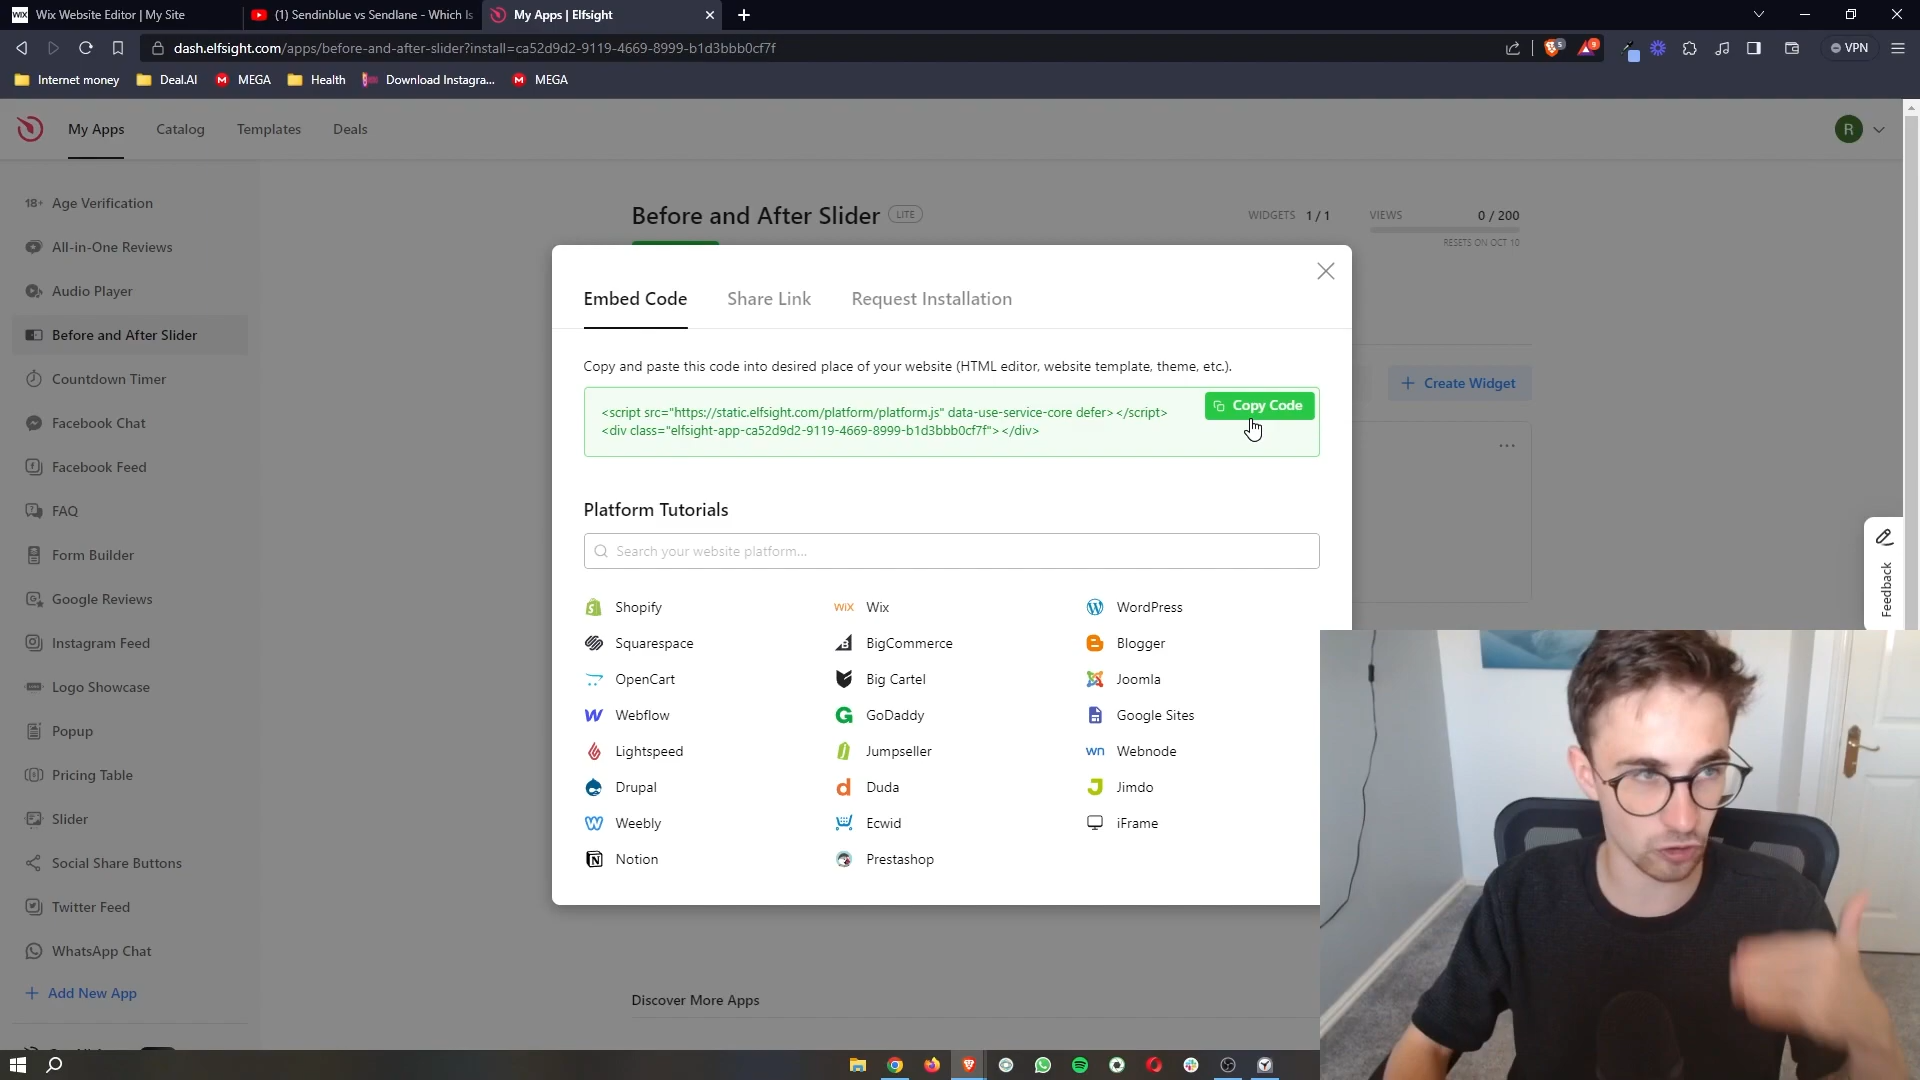 WIX Wix Website Editor | My Site
(1) Sendinblue vs Sendlane - Which Is
My Apps | Elfsight
dash.elfsight.com/apps/before-and-after-slider?install=ca52d9d2-9119-4669-8999-b1d3bbb0cf7f
VPN
Internet money
Deal.AI
MEGA
Health
Download Instagra...
MEGA
My Apps
Catalog
Templates
Deals
R
18+ Age Verification
All-in-One Reviews
Audio Player
Before and After Slider
Countdown Timer
Facebook Chat
Facebook Feed
FAQ
Form Builder
Google Reviews
Instagram Feed
Logo Showcase
Popup
Pricing Table
Slider
Social Share Buttons
Twitter Feed
WhatsApp Chat
+ Add New App
Before and After Slider LITE
WIDGETS 1 / 1
VIEWS 0 / 200
RESETS ON OCT 10
+ Create Widget
Embed Code
Share Link
Request Installation
Copy and paste this code into desired place of your website (HTML editor, website template, theme, etc.).
<script src="https://static.elfsight.com/platform/platform.js" data-use-service-core defer></script>
<div class="elfsight-app-ca52d9d2-9119-4669-8999-b1d3bbb0cf7f"></div>
Copy Code
Platform Tutorials
Search your website platform...
Shopify
WIX Wix
WordPress
Squarespace
BigCommerce
Blogger
OpenCart
Big Cartel
Joomla
Webflow
GoDaddy
Google Sites
Lightspeed
Jumpseller
wn Webnode
Drupal
Duda
Jimdo
Weebly
Ecwid
iFrame
Notion
Prestashop
Feedback
Discover More Apps